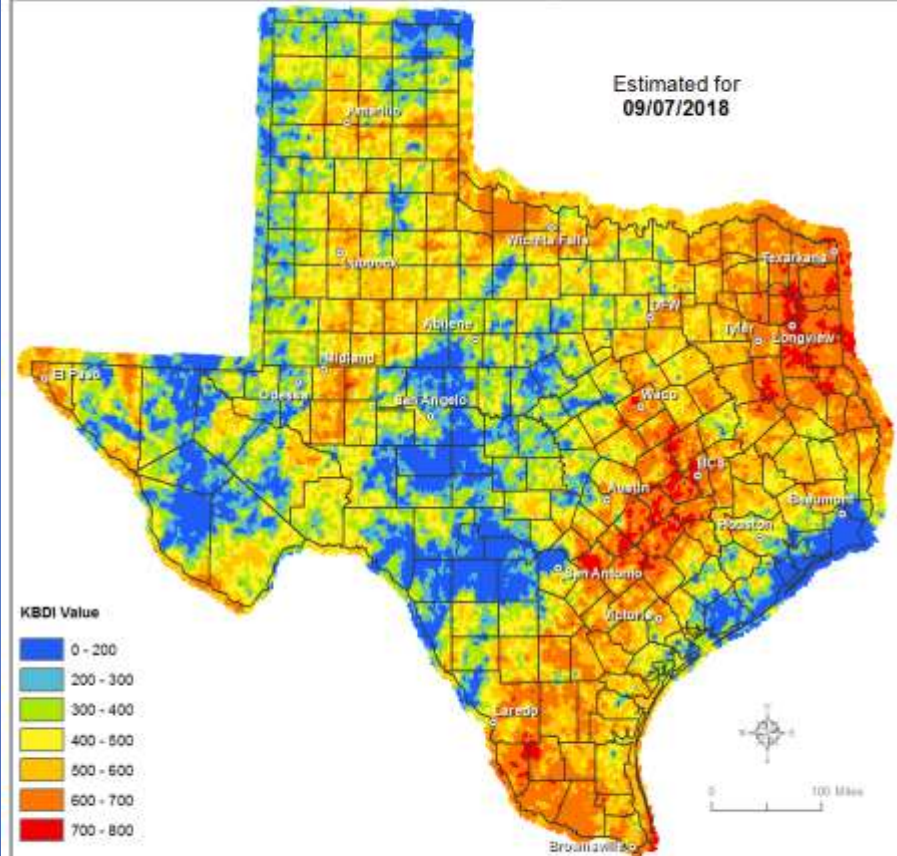 Estimated for
09/07/2018
Amarillo
Wichita Falls
Texarkana
Lubbock
DFW
Abilene
Tyler
Longview
Midland
El Paso
Odessa
San Angelo
Waco
BCS
Austin
Beaumont
Houston
San Antonio
Victoria
KBDI Value
0 - 200
200 - 300
300 - 400
400 - 500
500 - 600
600 - 700
700 - 800
Laredo
0 100 Miles
Brownsville